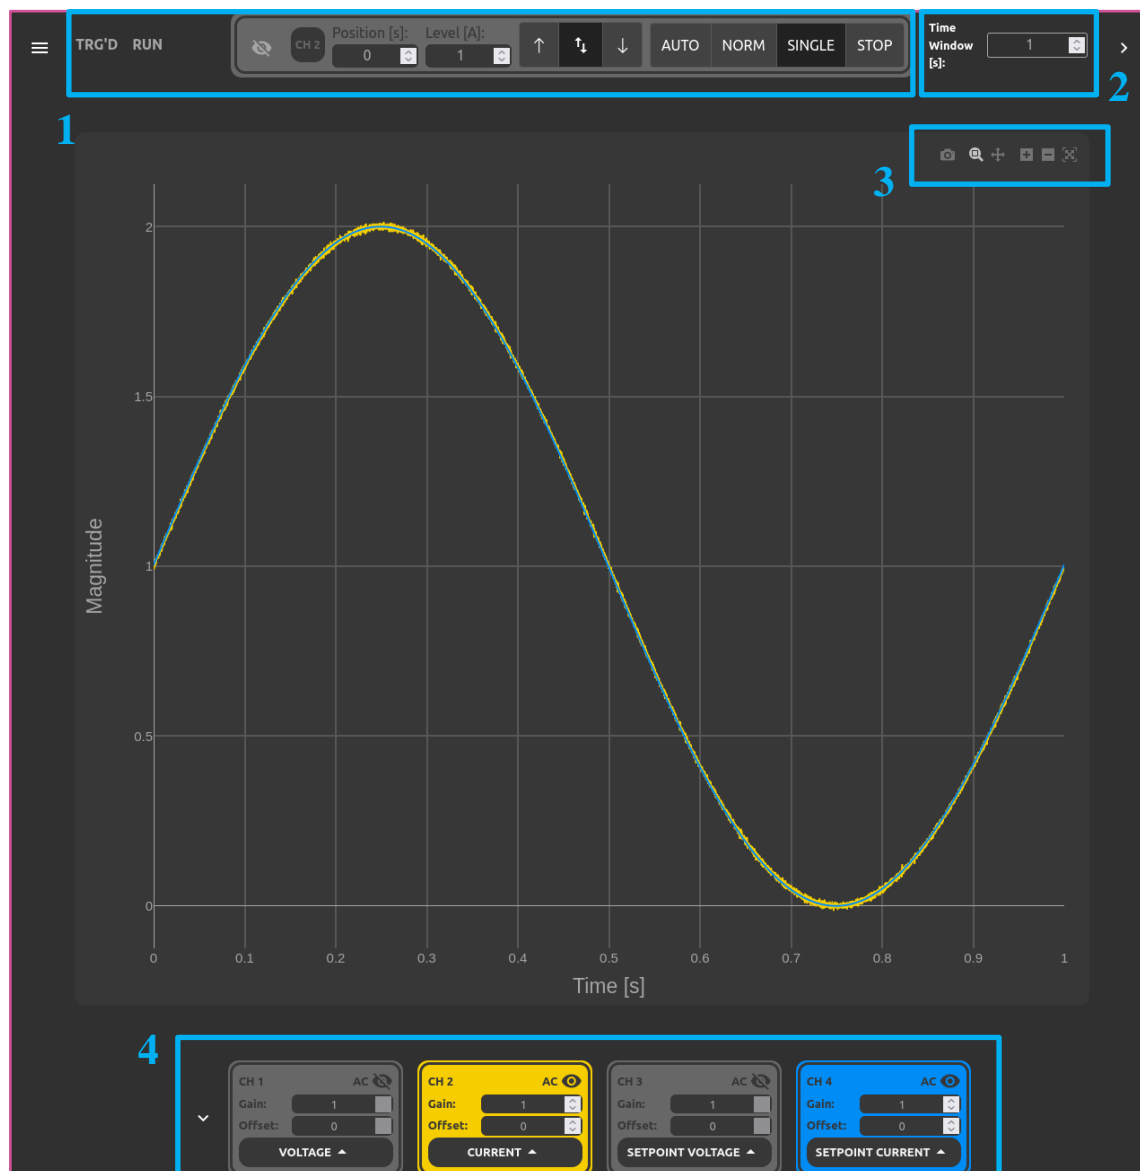 TRG'D RUN
CH 2
Position [s]: Level [A]:
0 1
AUTO NORM SINGLE STOP
Time
Window
[s]:
1
1
2
3
2
1.5
1
0.5
0
Magnitude
0 0.1 0.2 0.3 0.4 0.5 0.6 0.7 0.8 0.9 1
Time [s]
4
CH 1 AC
Gain: 1
Offset: 0
VOLTAGE
CH 2 AC
Gain: 1
Offset: 0
CURRENT
CH 3 AC
Gain: 1
Offset: 0
SETPOINT VOLTAGE
CH 4 AC
Gain: 1
Offset: 0
SETPOINT CURRENT